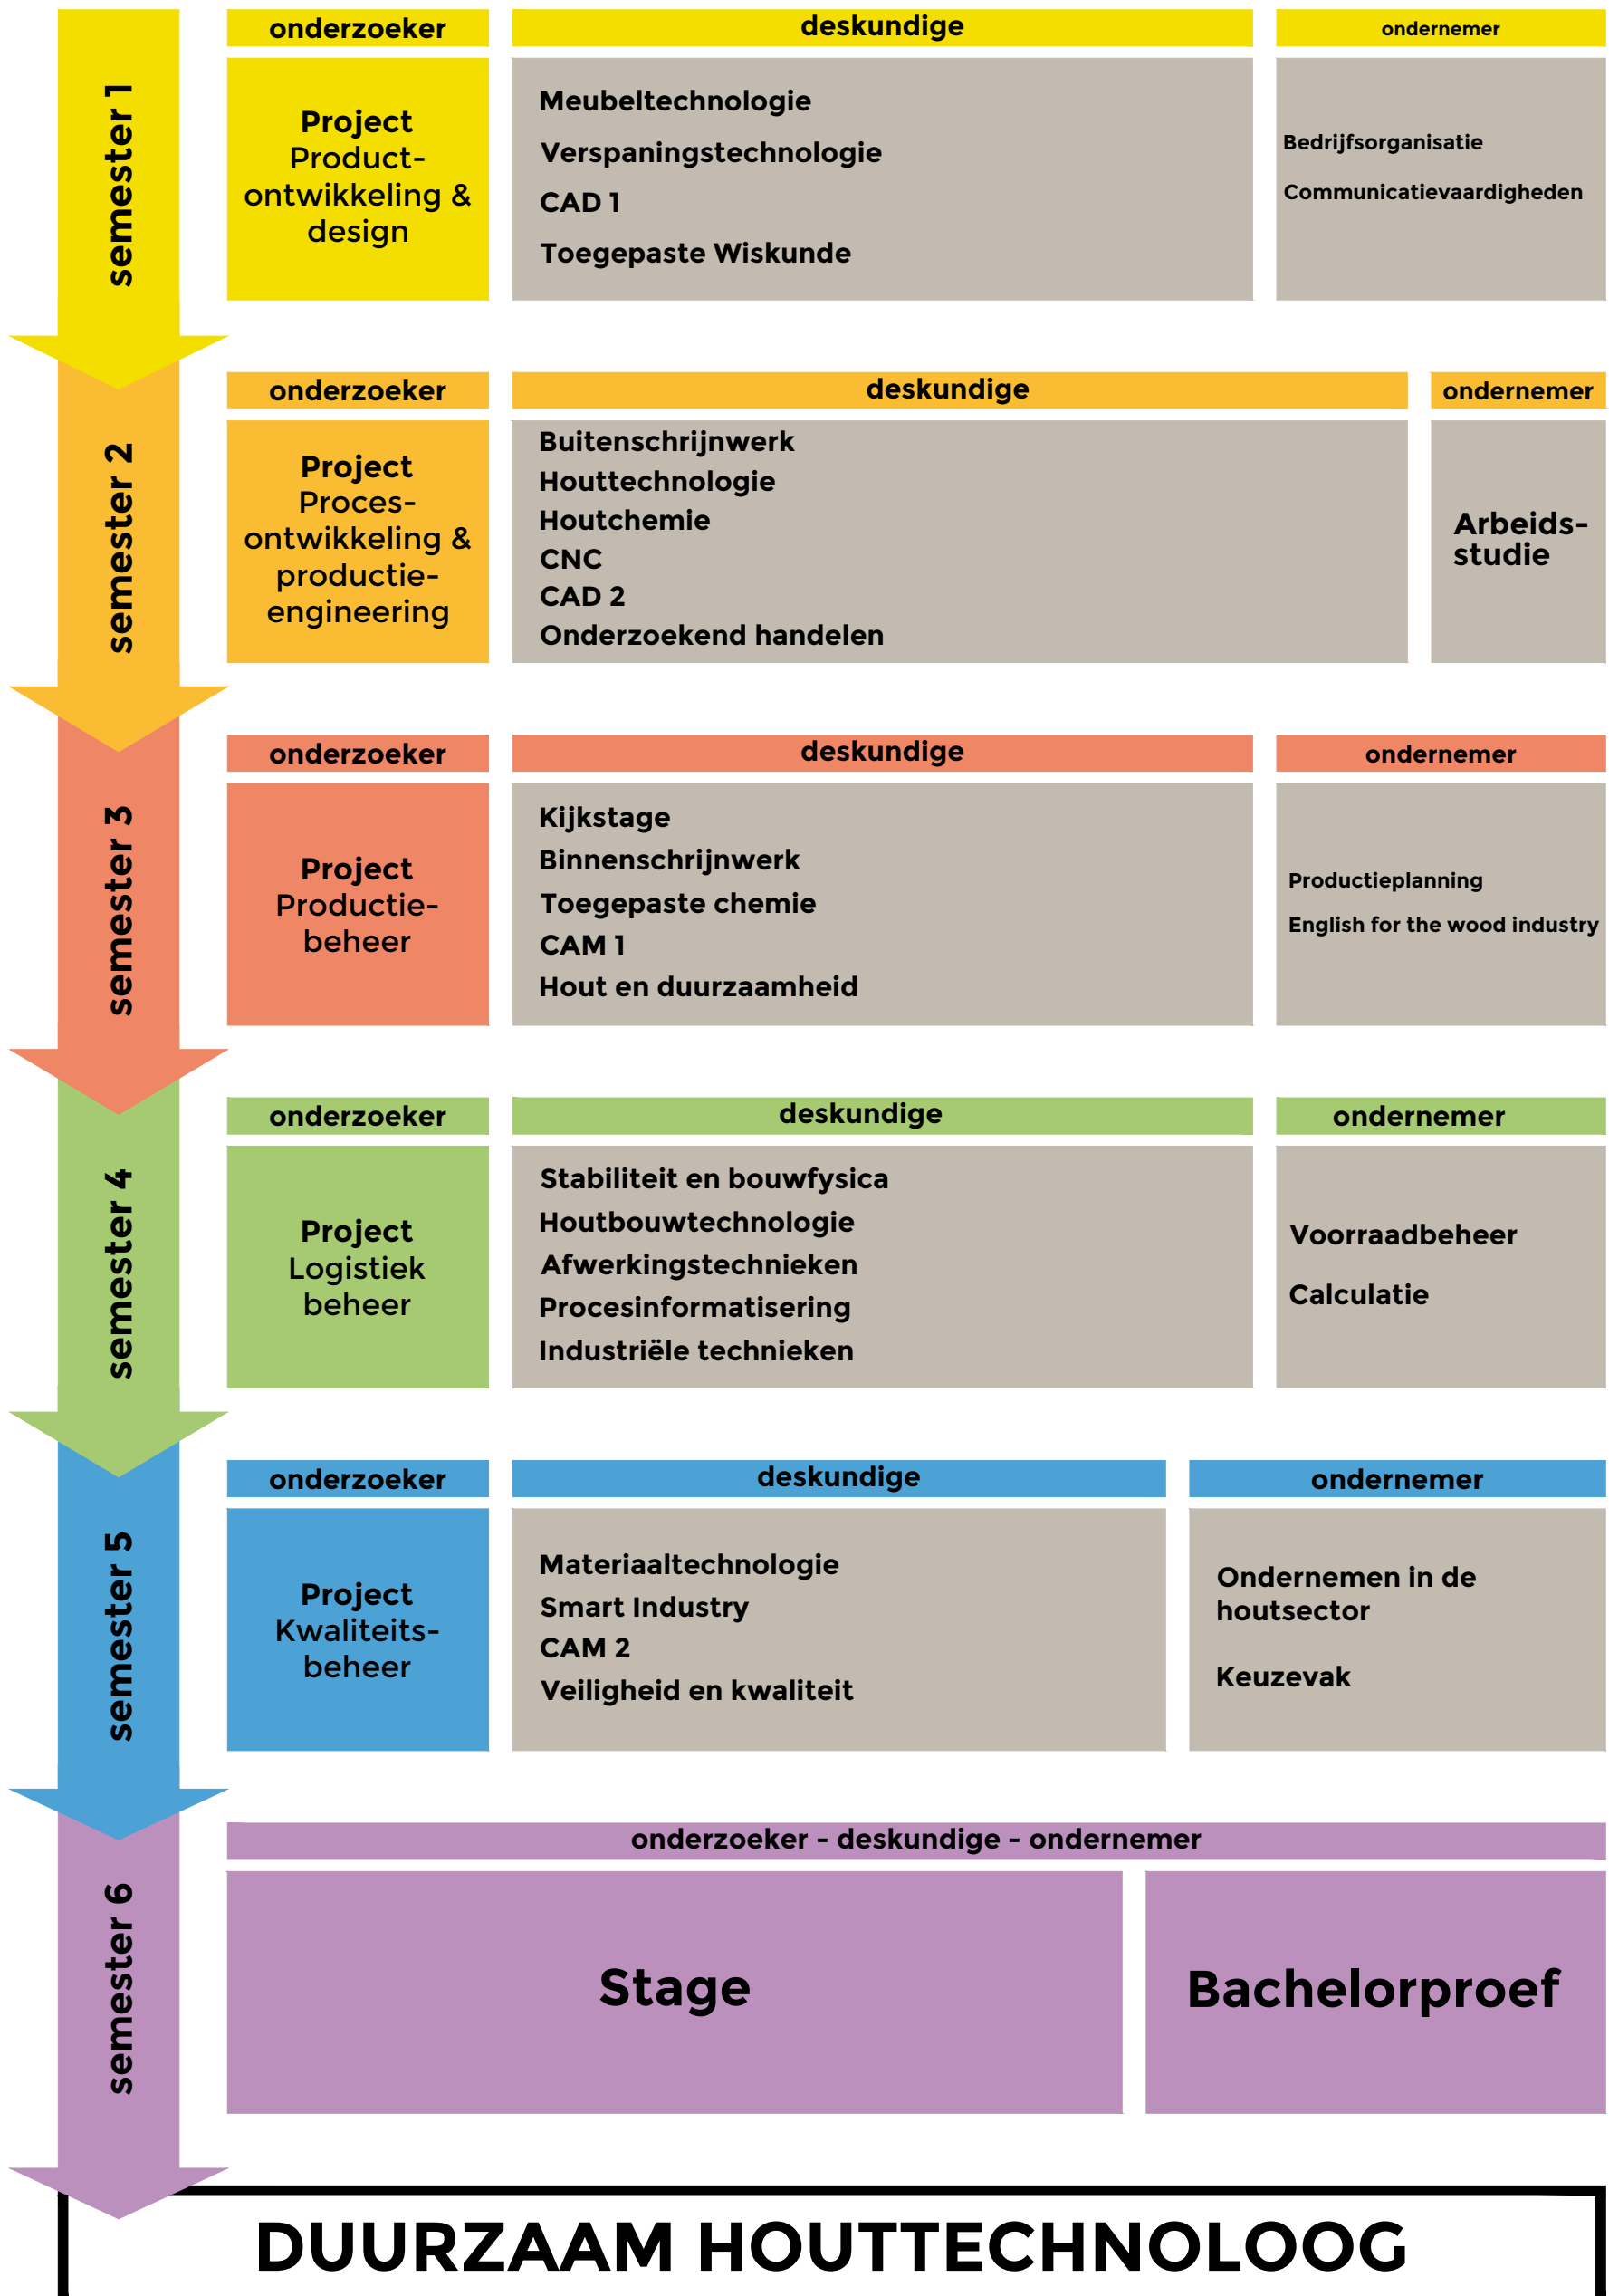 semester 1
onderzoeker
deskundige
ondernemer
Project
Product-
ontwikkeling &
design
Meubeltechnologie
Verspaningstechnologie
CAD 1
Toegepaste Wiskunde
Bedrijfsorganisatie
Communicatievaardigheden
semester 2
onderzoeker
deskundige
ondernemer
Project
Proces-
ontwikkeling &
productie-
engineering
Buitenschrijnwerk
Houttechnologie
Houtchemie
CNC
CAD 2
Onderzoekend handelen
Arbeids-
studie
semester 3
onderzoeker
deskundige
ondernemer
Project
Productie-
beheer
Kijkstage
Binnenschrijnwerk
Toegepaste chemie
CAM 1
Hout en duurzaamheid
Productieplanning
English for the wood industry
semester 4
onderzoeker
deskundige
ondernemer
Project
Logistiek
beheer
Stabiliteit en bouwfysica
Houtbouwtechnologie
Afwerkingstechnieken
Procesinformatisering
Industriële technieken
Voorraadbeheer
Calculatie
semester 5
onderzoeker
deskundige
ondernemer
Project
Kwaliteits-
beheer
Materiaaltechnologie
Smart Industry
CAM 2
Veiligheid en kwaliteit
Ondernemen in de
houtsector
Keuzevak
semester 6
onderzoeker - deskundige - ondernemer
Stage
Bachelorproef
DUURZAAM HOUTTECHNOLOOG